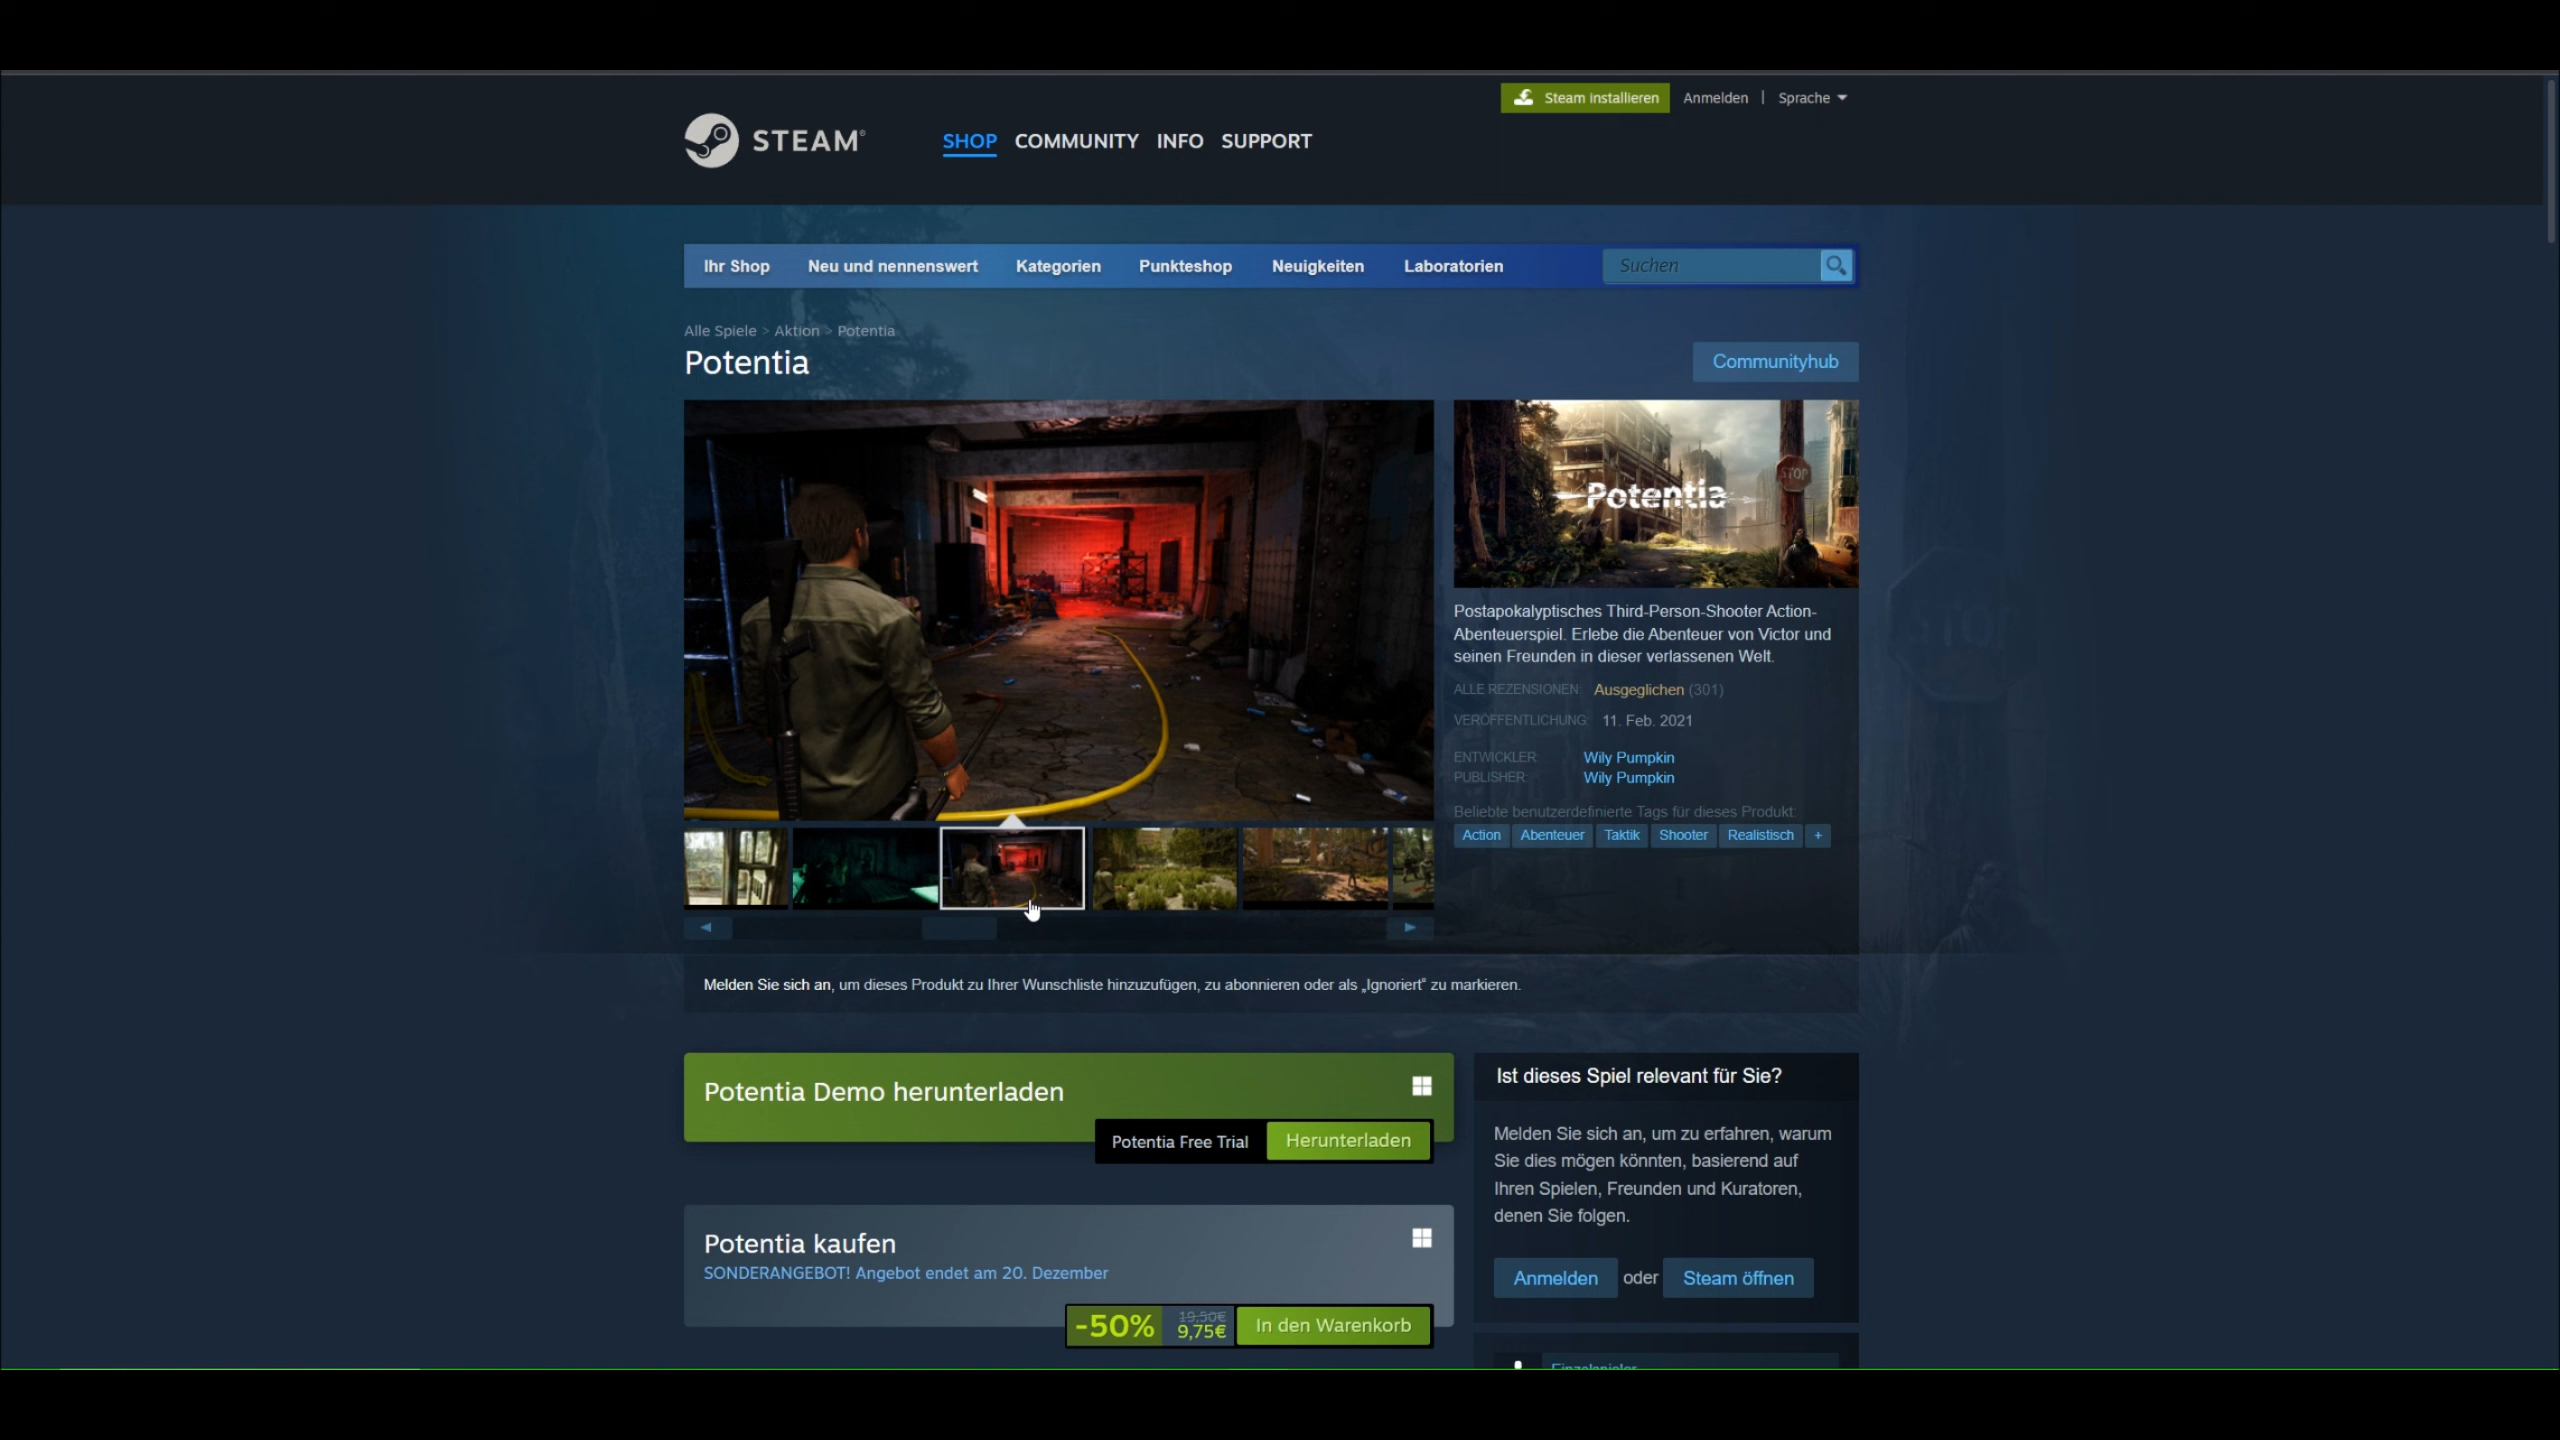 Steam installieren
Anmelden | Sprache
STEAM®
SHOP COMMUNITY INFO SUPPORT
Ihr Shop Neu und nennenswert Kategorien Punkteshop Neuigkeiten Laboratorien
Suchen
Alle Spiele > Aktion > Potentia
Potentia
Communityhub
STOP
Potentia
Postapokalyptisches Third-Person-Shooter Action-
Abenteuerspiel. Erlebe die Abenteuer von Victor und
seinen Freunden in dieser verlassenen Welt.
ALLE REZENSIONEN: Ausgeglichen (301)
VERÖFFENTLICHUNG: 11. Feb. 2021
ENTWICKLER: Wily Pumpkin
PUBLISHER: Wily Pumpkin
Beliebte benutzerdefinierte Tags für dieses Produkt:
Action Abenteuer Taktik Shooter Realistisch +
Melden Sie sich an, um dieses Produkt zu Ihrer Wunschliste hinzuzufügen, zu abonnieren oder als „Ignoriert" zu markieren.
Potentia Demo herunterladen
Potentia Free Trial Herunterladen
Potentia kaufen
SONDERANGEBOT! Angebot endet am 20. Dezember
-50% 19,50€ 9,75€ In den Warenkorb
Ist dieses Spiel relevant für Sie?
Melden Sie sich an, um zu erfahren, warum
Sie dies mögen könnten, basierend auf
Ihren Spielen, Freunden und Kuratoren,
denen Sie folgen.
Anmelden oder Steam öffnen
Einzelspieler